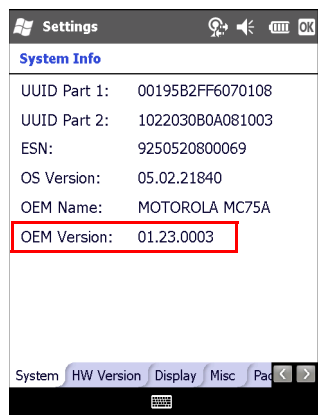 Settings OK
System Info
UUID Part 1: 00195B2FF6070108
UUID Part 2: 1022030B0A081003
ESN: 9250520800069
OS Version: 05.02.21840
OEM Name: MOTOROLA MC75A
OEM Version: 01.23.0003
System HW Version Display Misc Pac